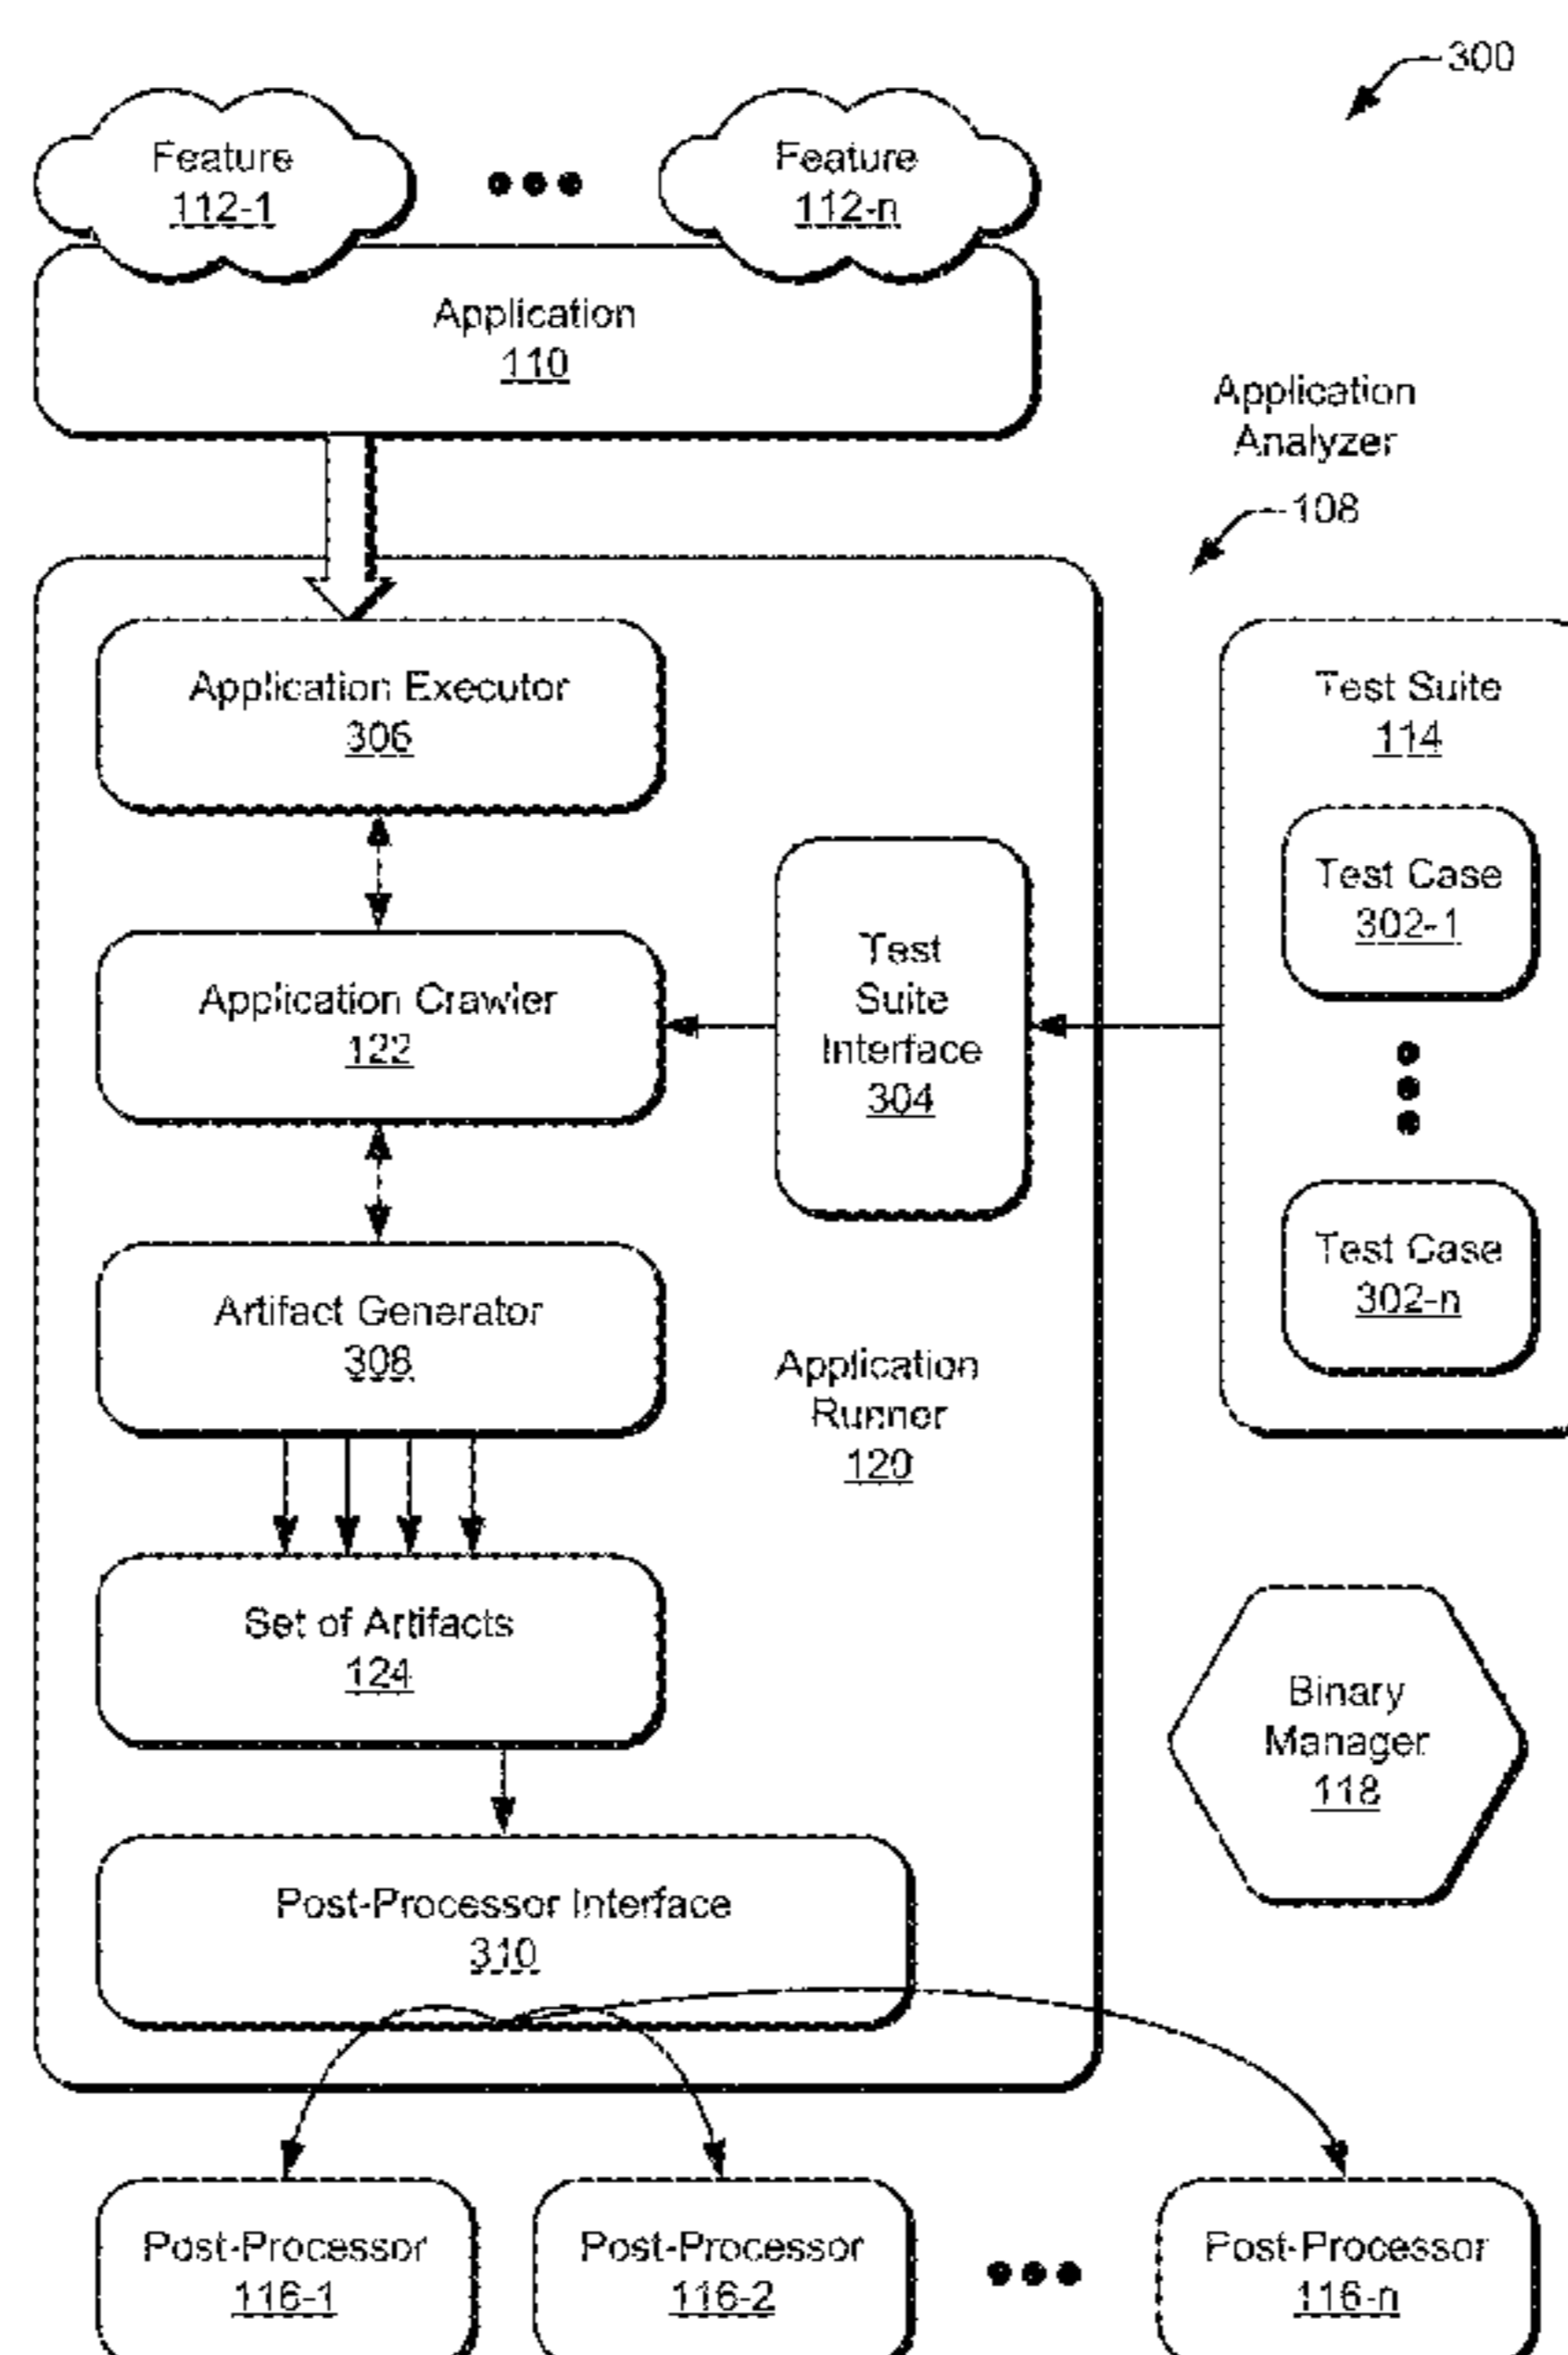 300
Feature
112-1
Feature
112-n
Application
110
Application
Analyzer
108
Application Executor
306
Test Suite
114
Test Case
302-1
Application Crawler
122
Test
Suite
Interface
304
Test Case
302-n
Artifact Generator
308
Application
Runner
120
Set of Artifacts
124
Binary
Manager
118
Post-Processor Interface
310
Post-Processor
116-1
Post-Processor
116-2
Post-Processor
116-n